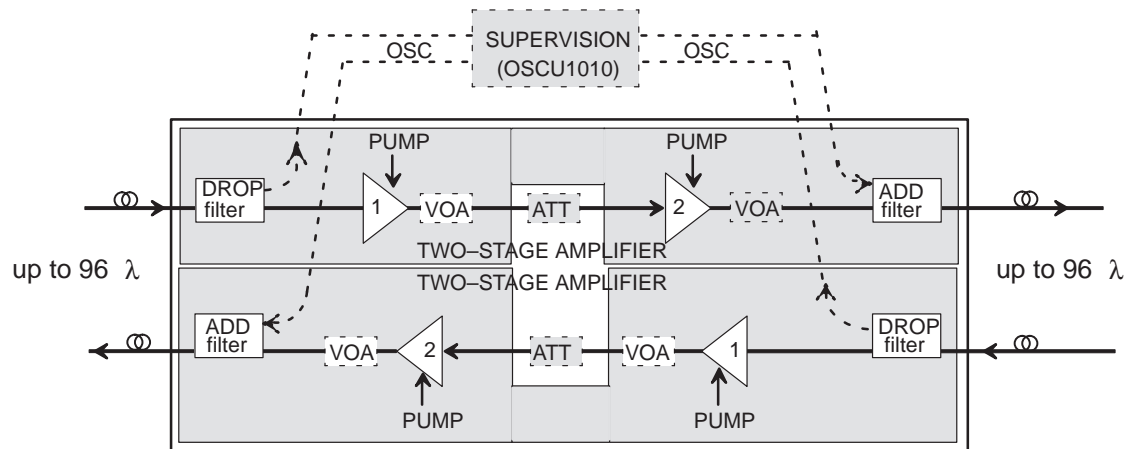 SUPERVISION
(OSCU1010)
OSC
OSC
PUMP
PUMP
DROP
filter
1
VOA
ATT
2
VOA
ADD
filter
TWO–STAGE AMPLIFIER
up to 96 λ
up to 96 λ
TWO–STAGE AMPLIFIER
ADD
filter
VOA
2
ATT
VOA
1
DROP
filter
PUMP
PUMP